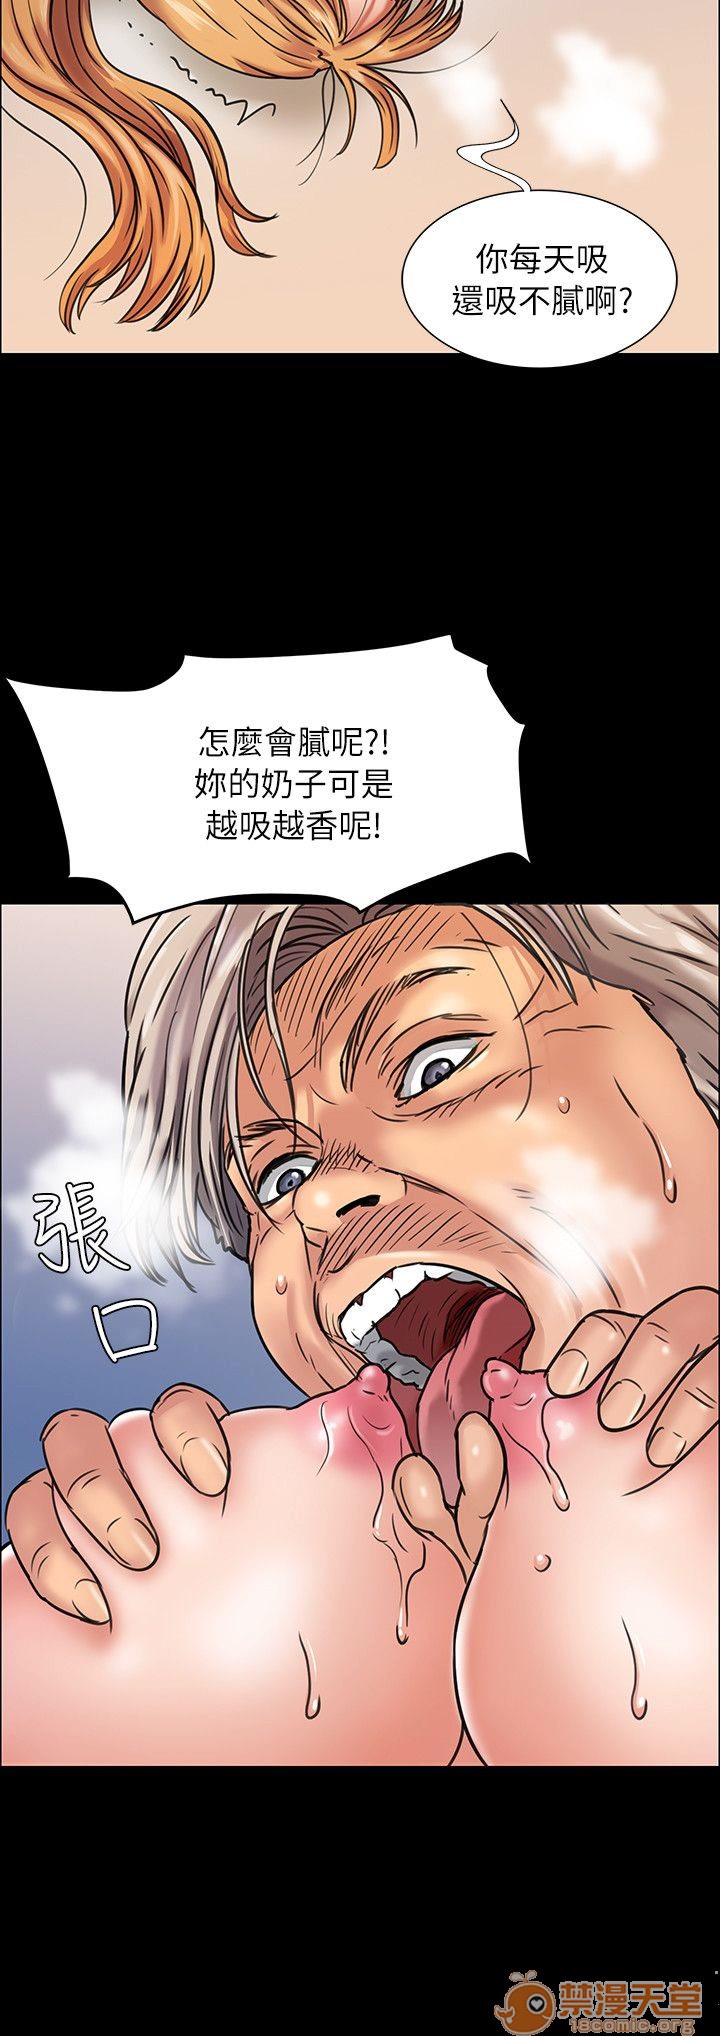 你每天吸
還吸不膩啊?
怎麼會膩呢?!
妳的奶子可是
越吸越香呢!
張
口
禁漫天堂
18comic.org